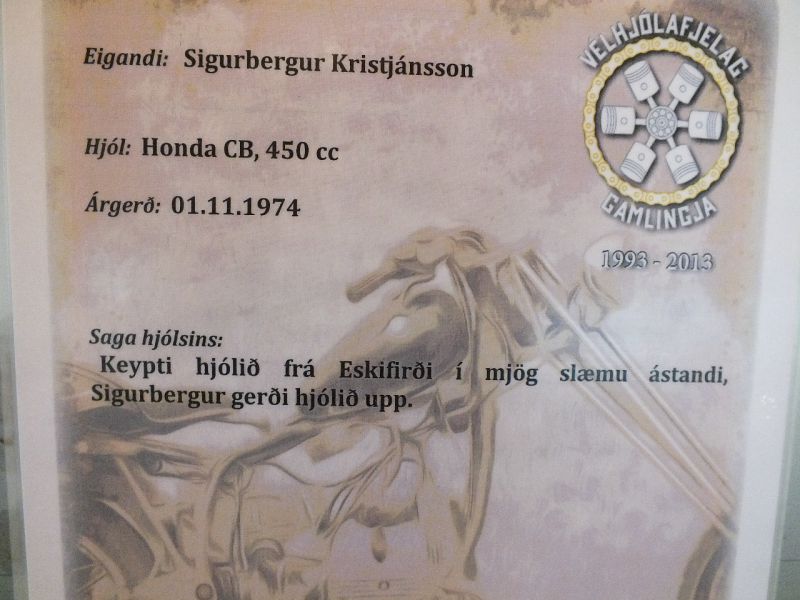 Eigandi: Sigurbergur Kristjánsson
VÉLHJÓLAFJELAG
GAMLINGJA
1993 - 2013
Hjól: Honda CB, 450 cc
Árgerð: 01.11.1974
Saga hjólsins:
Keypti hjólið frá Eskifirði í mjög slæmu ástandi,
Sigurbergur gerði hjólið upp.